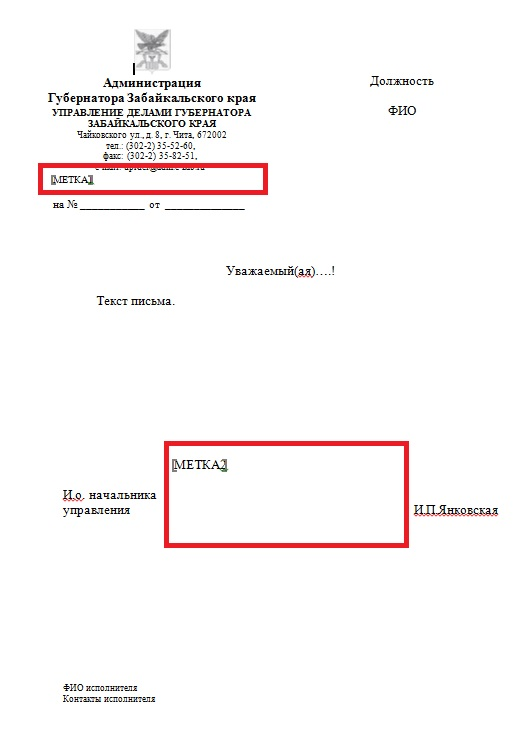 Администрация
Губернатора Забайкальского края
УПРАВЛЕНИЕ ДЕЛАМИ ГУБЕРНАТОРА
ЗАБАЙКАЛЬСКОГО КРАЯ
Чайковского ул., д. 8, г. Чита, 672002
тел.: (302-2) 35-52-60,
факс: (302-2) 35-82-51,
[МЕТКА1]
на № ____________ от _______________
Должность
ФИО
Уважаемый(ая)….!
Текст письма.
[МЕТКА2]
И.о. начальника
управления
И.П.Янковская
ФИО исполнителя
Контакты исполнителя